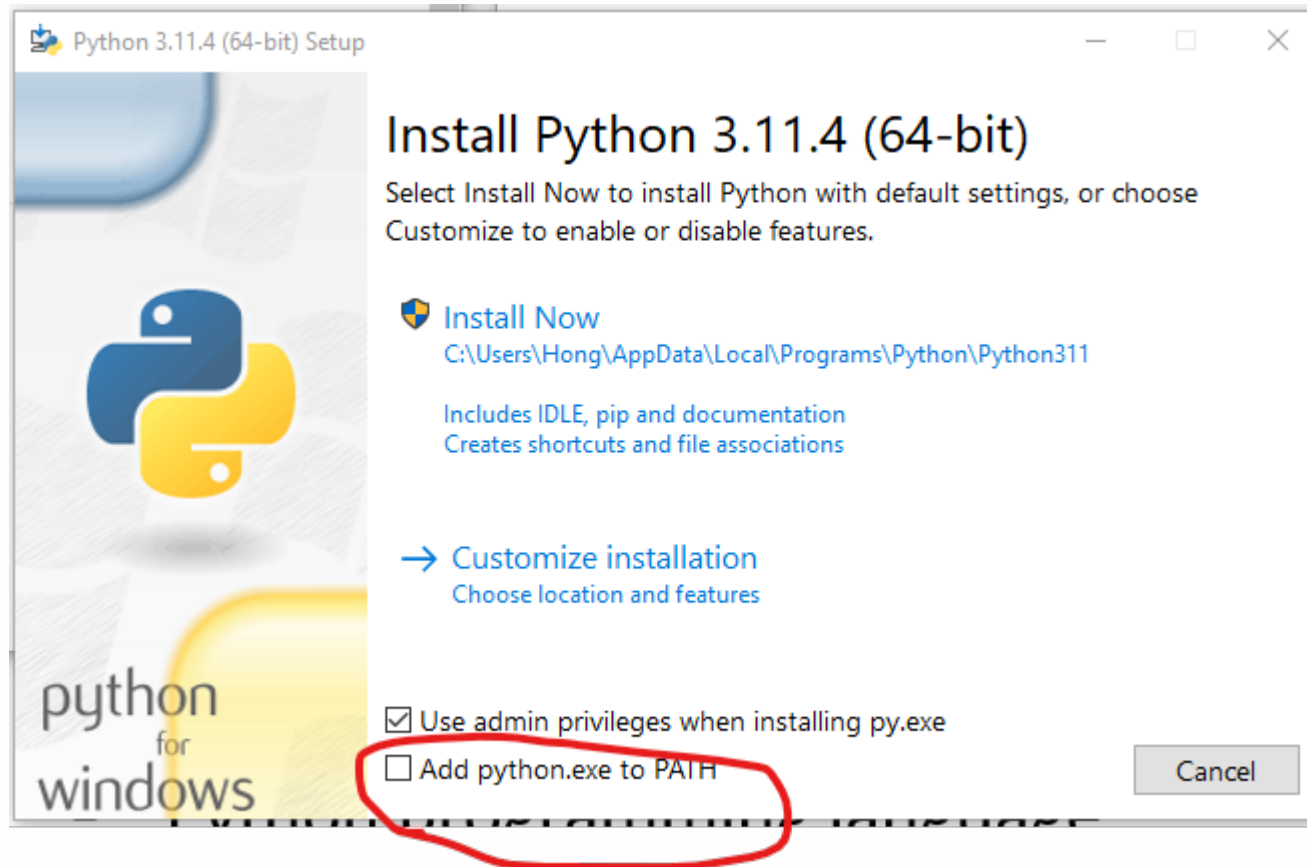 Python 3.11.4 (64-bit) Setup
Install Python 3.11.4 (64-bit)
Select Install Now to install Python with default settings, or choose
Customize to enable or disable features.
Install Now
C:\Users\Hong\AppData\Local\Programs\Python\Python311
Includes IDLE, pip and documentation
Creates shortcuts and file associations
Customize installation
Choose location and features
python
for
windows
Use admin privileges when installing py.exe
Add python.exe to PATH
Cancel
Python programming language